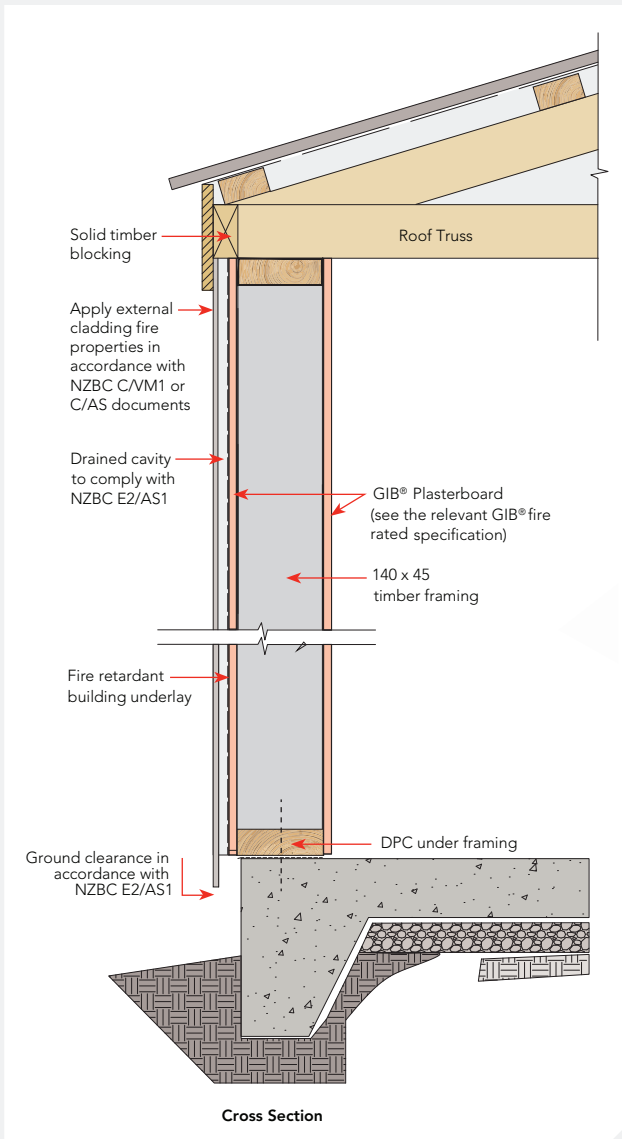 Solid timber
blocking
Roof Truss
Apply external
cladding fire
properties in
accordance with
NZBC C/VM1 or
C/AS documents
Drained cavity
to comply with
NZBC E2/AS1
GIB® Plasterboard
(see the relevant GIB® fire
rated specification)
140 x 45
timber framing
Fire retardant
building underlay
DPC under framing
Ground clearance in
accordance with
NZBC E2/AS1
Cross Section